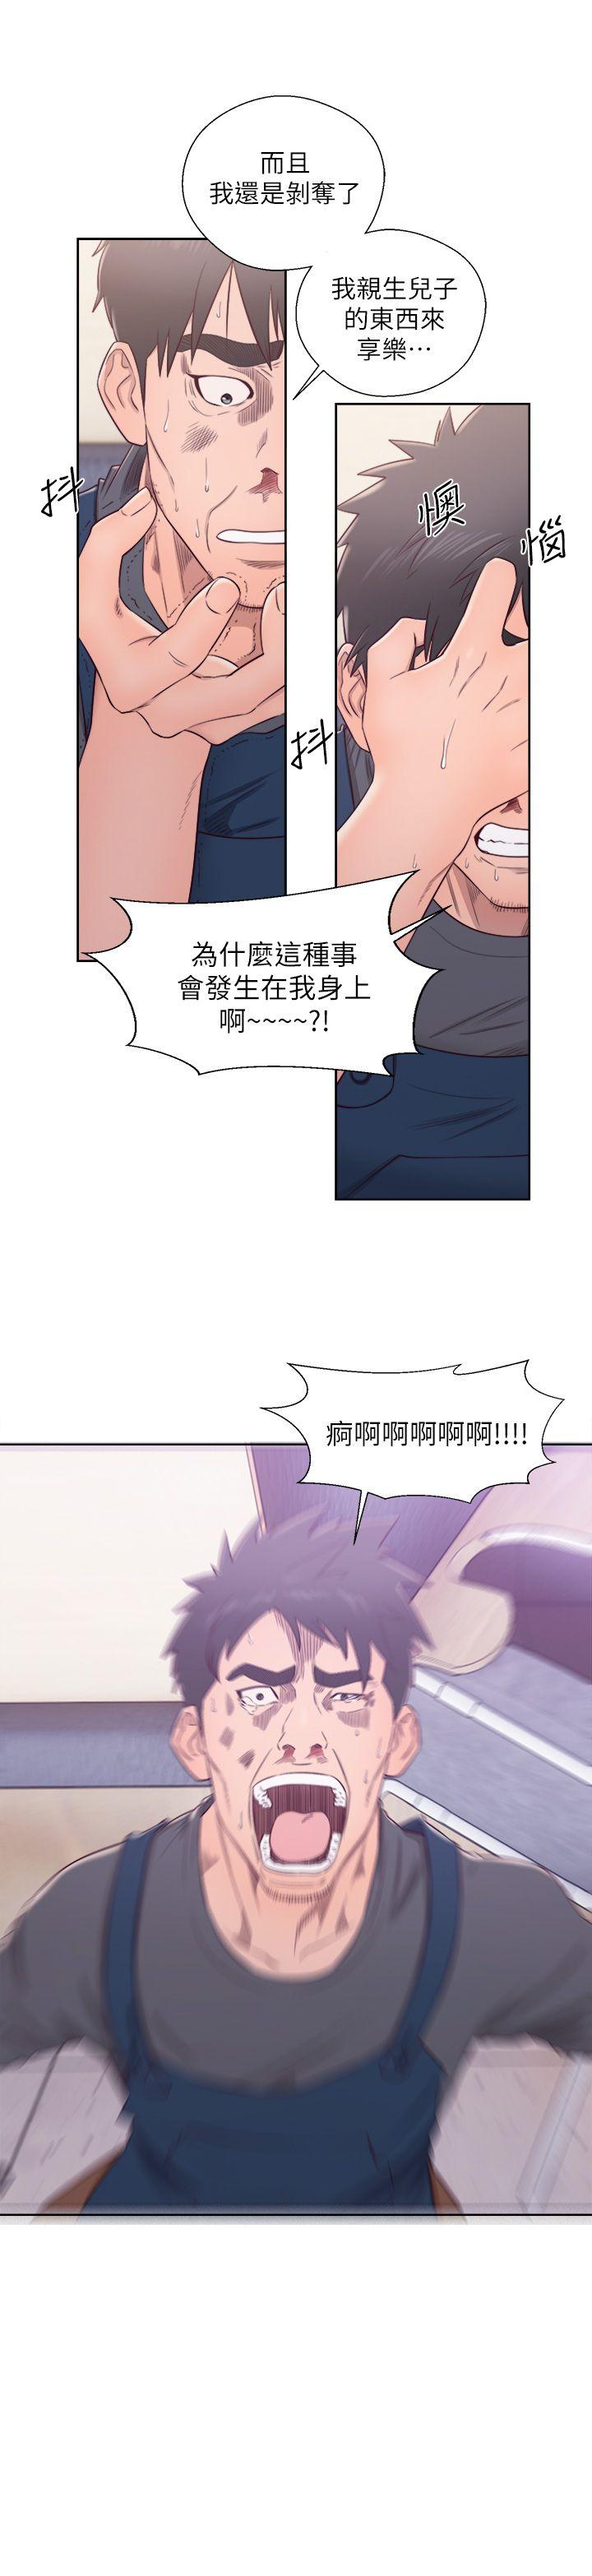 而且
我還是剝奪了
我親生兒子
的東西來
享樂⋯
抖
懊
惱
抖
為什麼這種事
會發生在我身上
啊~~~~?!
痾啊啊啊啊啊!!!!